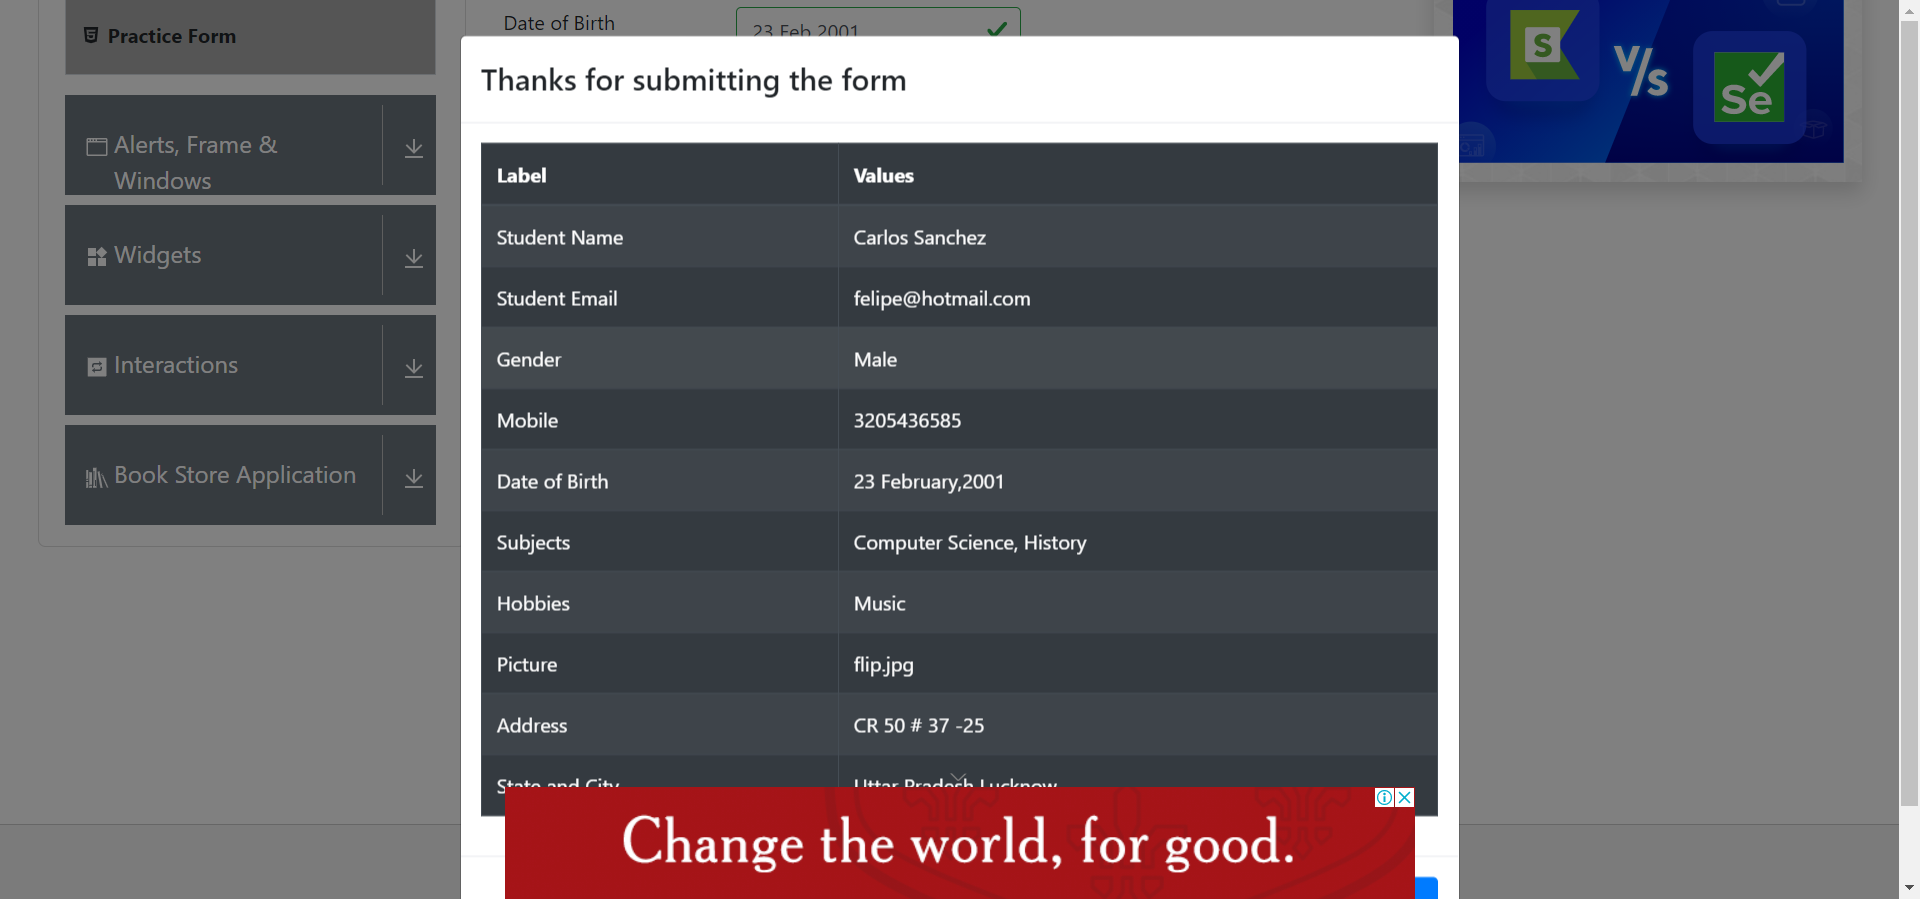 Practice Form
Alerts, Frame &
Windows
Widgets
Interactions
Book Store Application
Date of Birth
23 Feb 2001
Thanks for submitting the form
Label Values
Student Name Carlos Sanchez
Student Email felipe@hotmail.com
Gender Male
Mobile 3205436585
Date of Birth 23 February,2001
Subjects Computer Science, History
Hobbies Music
Picture flip.jpg
Address CR 50 # 37 -25
State and City Uttar Pradesh Lucknow
Change the world, for good.
S
V/s
Se